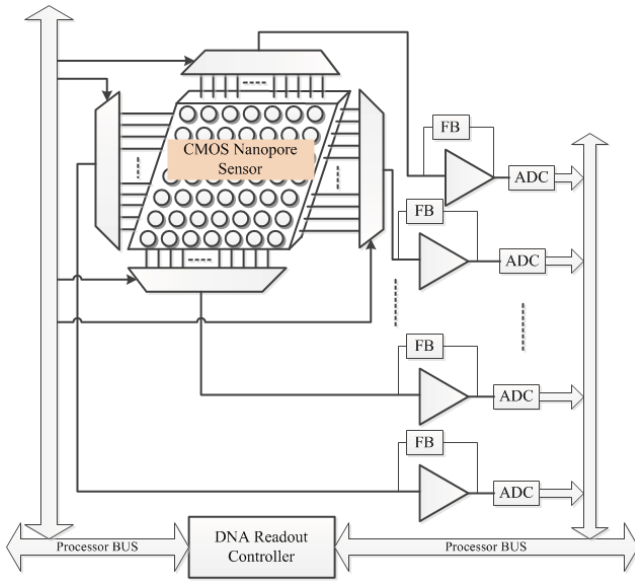 FB
ADC
CMOS Nanopore
Sensor
FB
ADC
FB
ADC
FB
ADC
Processor BUS
DNA Readout
Controller
Processor BUS